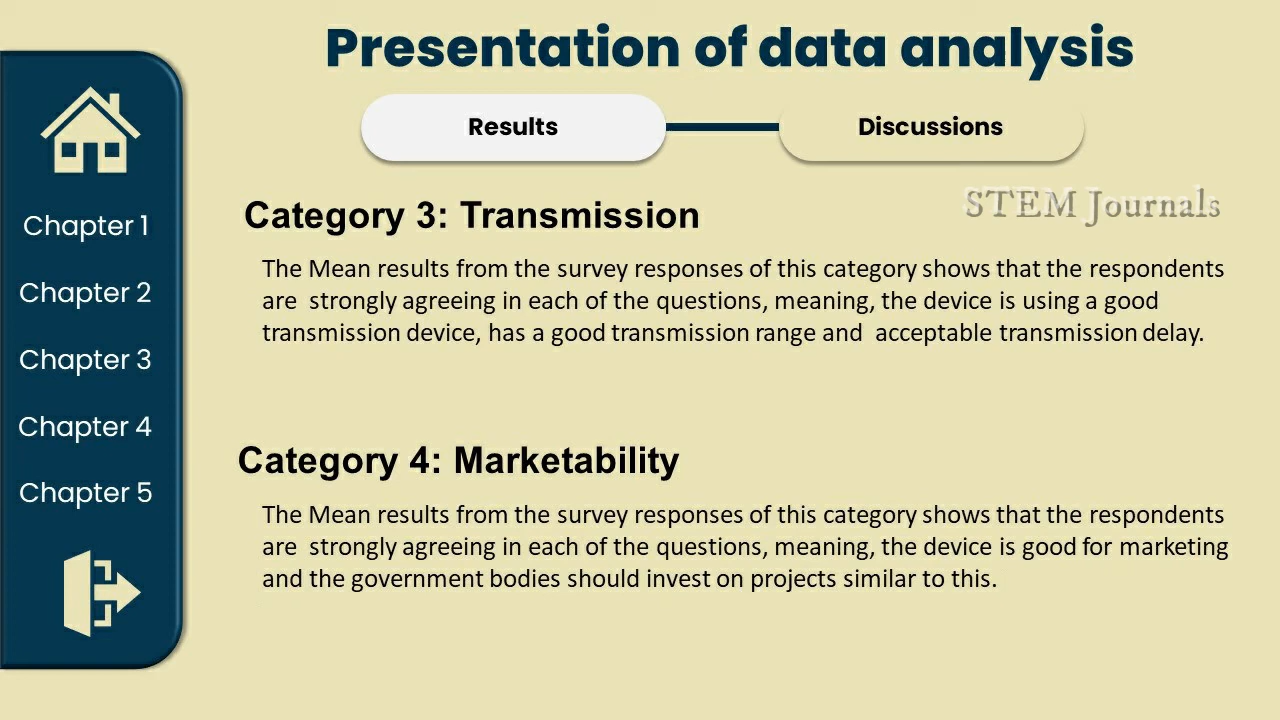 Presentation of data analysis
Results
Discussions
STEM Journals
Chapter 1
Chapter 2
Chapter 3
Chapter 4
Chapter 5
Category 3: Transmission
The Mean results from the survey responses of this category shows that the respondents
are  strongly agreeing in each of the questions, meaning, the device is using a good
transmission device, has a good transmission range and  acceptable transmission delay.
Category 4: Marketability
The Mean results from the survey responses of this category shows that the respondents
are  strongly agreeing in each of the questions, meaning, the device is good for marketing
and the government bodies should invest on projects similar to this.